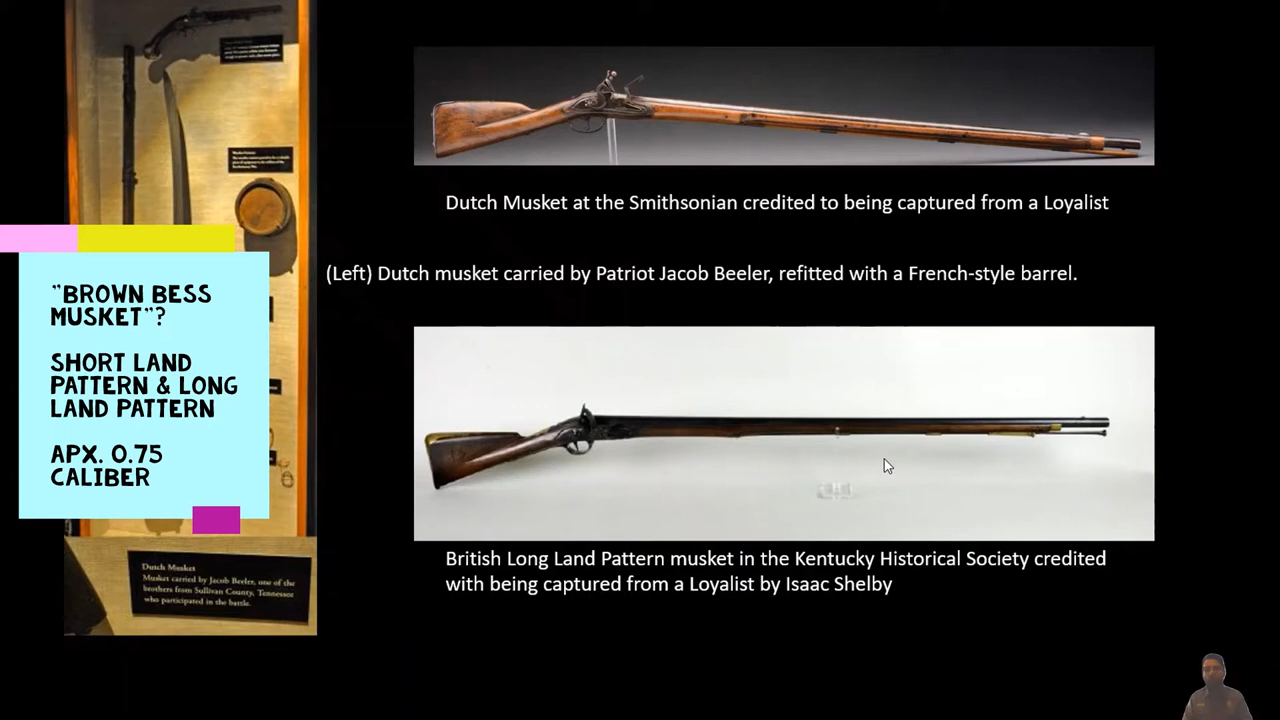 Dutch Musket at the Smithsonian credited to being captured from a Loyalist
(Left) Dutch musket carried by Patriot Jacob Beeler, refitted with a French-style barrel.
"BROWN BESS
MUSKET"?
SHORT LAND
PATTERN & LONG
LAND PATTERN
APX. 0.75
CALIBER
British Long Land Pattern musket in the Kentucky Historical Society credited
with being captured from a Loyalist by Isaac Shelby
Dutch Musket
Musket carried by Jacob Beeler, one of the
brothers from Sullivan County, Tennessee
who participated in the battle.